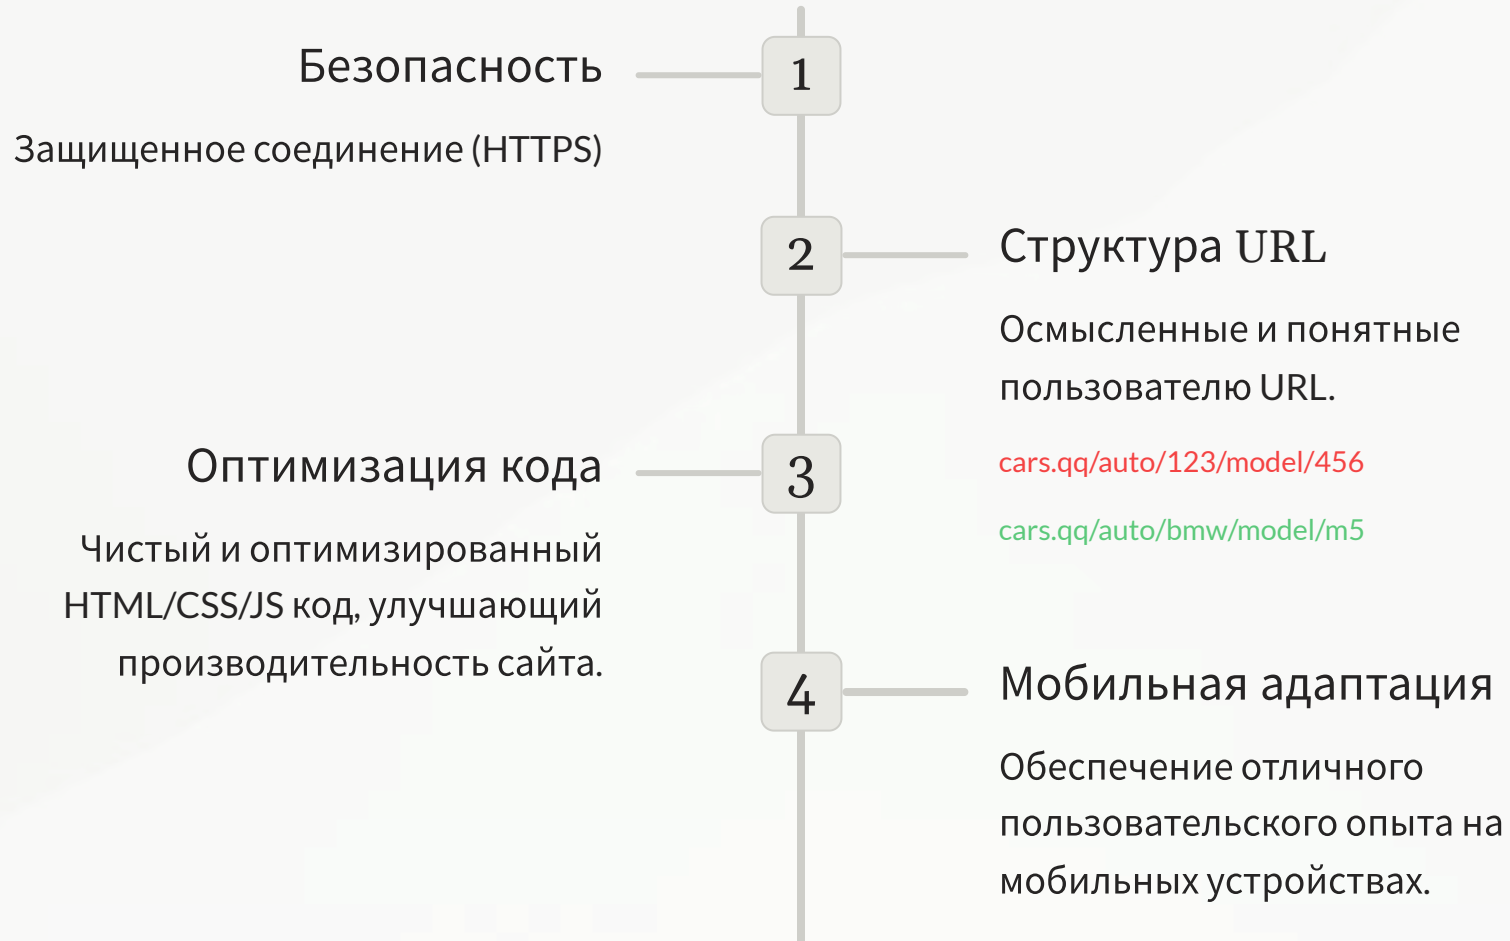 1
Безопасность
Защищенное соединение (HTTPS)
2
Структура URL
Осмысленные и понятные
пользователю URL.
cars.qq/auto/123/model/456
cars.qq/auto/bmw/model/m5
3
Оптимизация кода
Чистый и оптимизированный
HTML/CSS/JS код, улучшающий
производительность сайта.
4
Мобильная адаптация
Обеспечение отличного
пользовательского опыта на
мобильных устройствах.